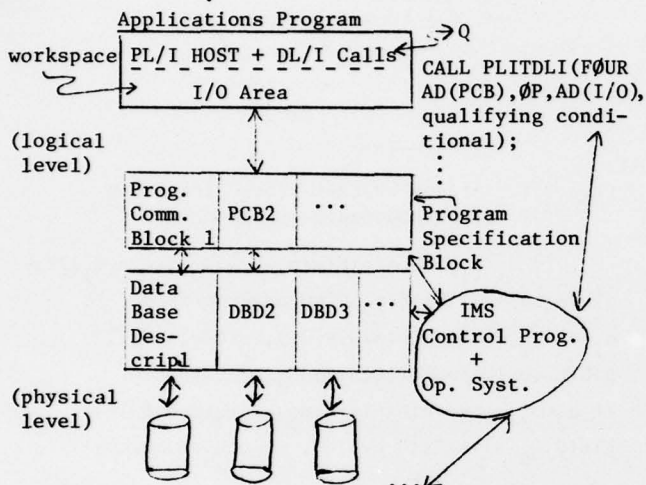 Applications Program
workspace
PL/I HOST + DL/I Calls
Q
I/O Area
CALL PLITDLI(FØUR
AD(PCB),ØP,AD(I/O),
qualifying condi-
tional);
(logical
level)
Prog.
Comm.
Block 1
PCB2
...
Program
Specification
Block
Data
Base
Des-
crip1
DBD2
DBD3
...
IMS
Control Prog.
+
Op. Syst.
(physical
level)